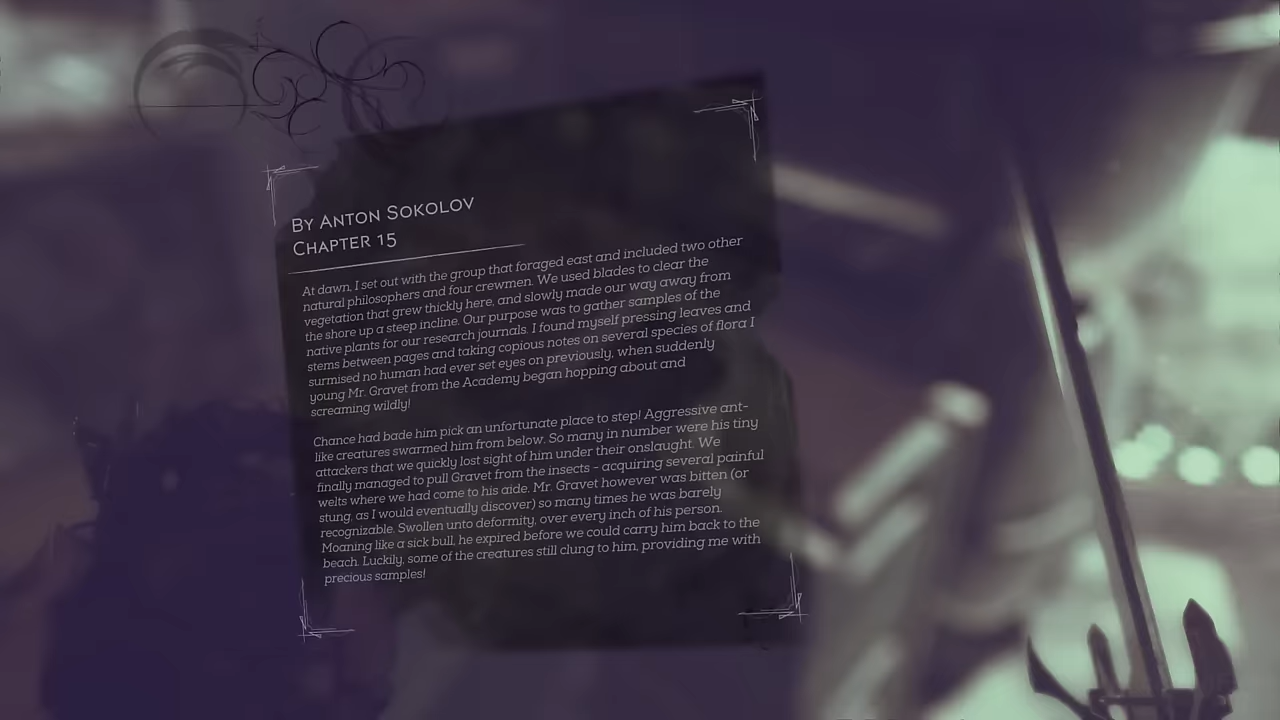 By Anton Sokolov
Chapter 15
At dawn, I set out with the group that foraged east and included two other
natural philosophers and four crewmen. We used blades to clear the
vegetation that grew thickly here, and slowly made our way away from
the shore up a steep incline. Our purpose was to gather samples of the
native plants for our research journals. I found myself pressing leaves and
stems between pages and taking copious notes on several species of flora I
surmised no human had ever set eyes on previously, when suddenly
young Mr. Gravet from the Academy began hopping about and
screaming wildly!
Chance had bade him pick an unfortunate place to step! Aggressive ant-
like creatures swarmed him from below. So many in number were his tiny
attackers that we quickly lost sight of him under their onslaught. We
finally managed to pull Gravet from the insects - acquiring several painful
welts where we had come to his aide. Mr. Gravet however was bitten (or
stung, as I would eventually discover) so many times he was barely
recognizable. Swollen unto deformity, over every inch of his person.
Moaning like a sick bull, he expired before we could carry him back to the
beach. Luckily, some of the creatures still clung to him, providing me with
precious samples!